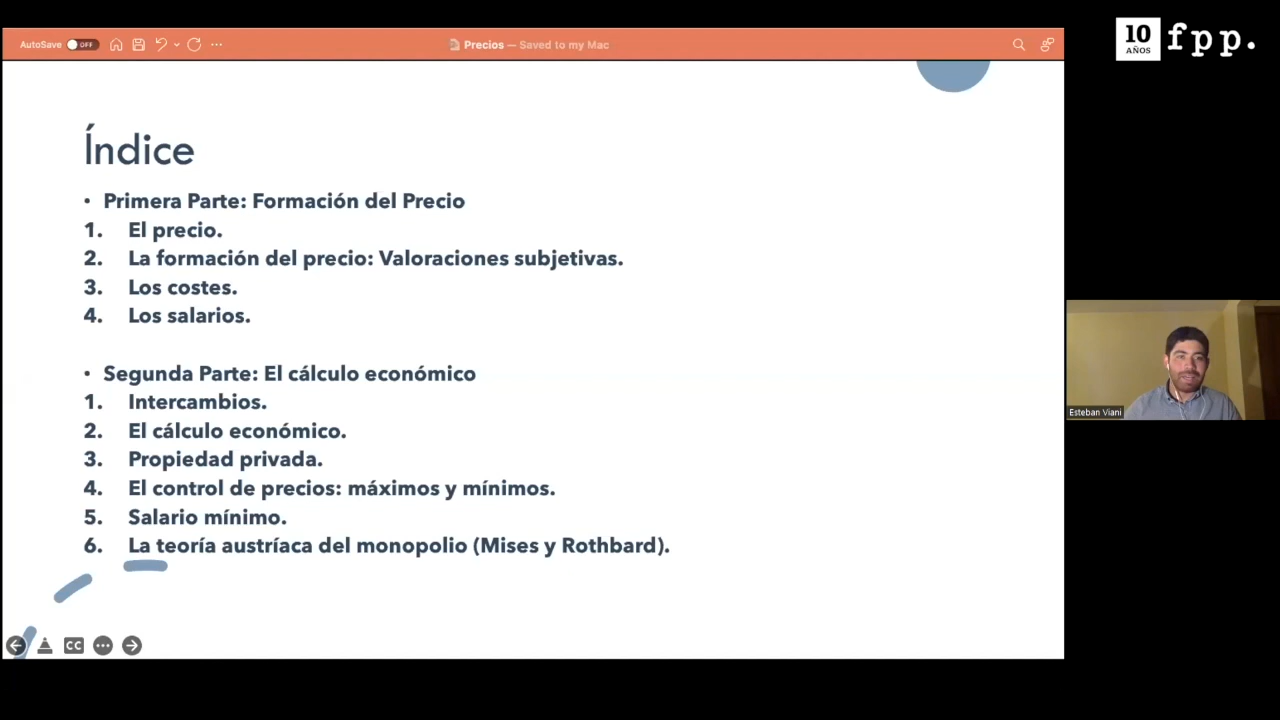 AutoSave OFF
Precios — Saved to my Mac
10 AÑOS fpp.
Índice
• Primera Parte: Formación del Precio
1. El precio.
2. La formación del precio: Valoraciones subjetivas.
3. Los costes.
4. Los salarios.
• Segunda Parte: El cálculo económico
1. Intercambios.
2. El cálculo económico.
3. Propiedad privada.
4. El control de precios: máximos y mínimos.
5. Salario mínimo.
6. La teoría austríaca del monopolio (Mises y Rothbard).
Esteban Viani
CC